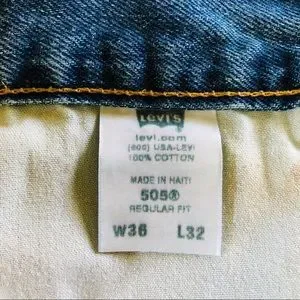 LEVI'S
levi.com
(800) USA-LEVI
100% COTTON
MADE IN HAITI
505®
REGULAR FIT
W36 L32